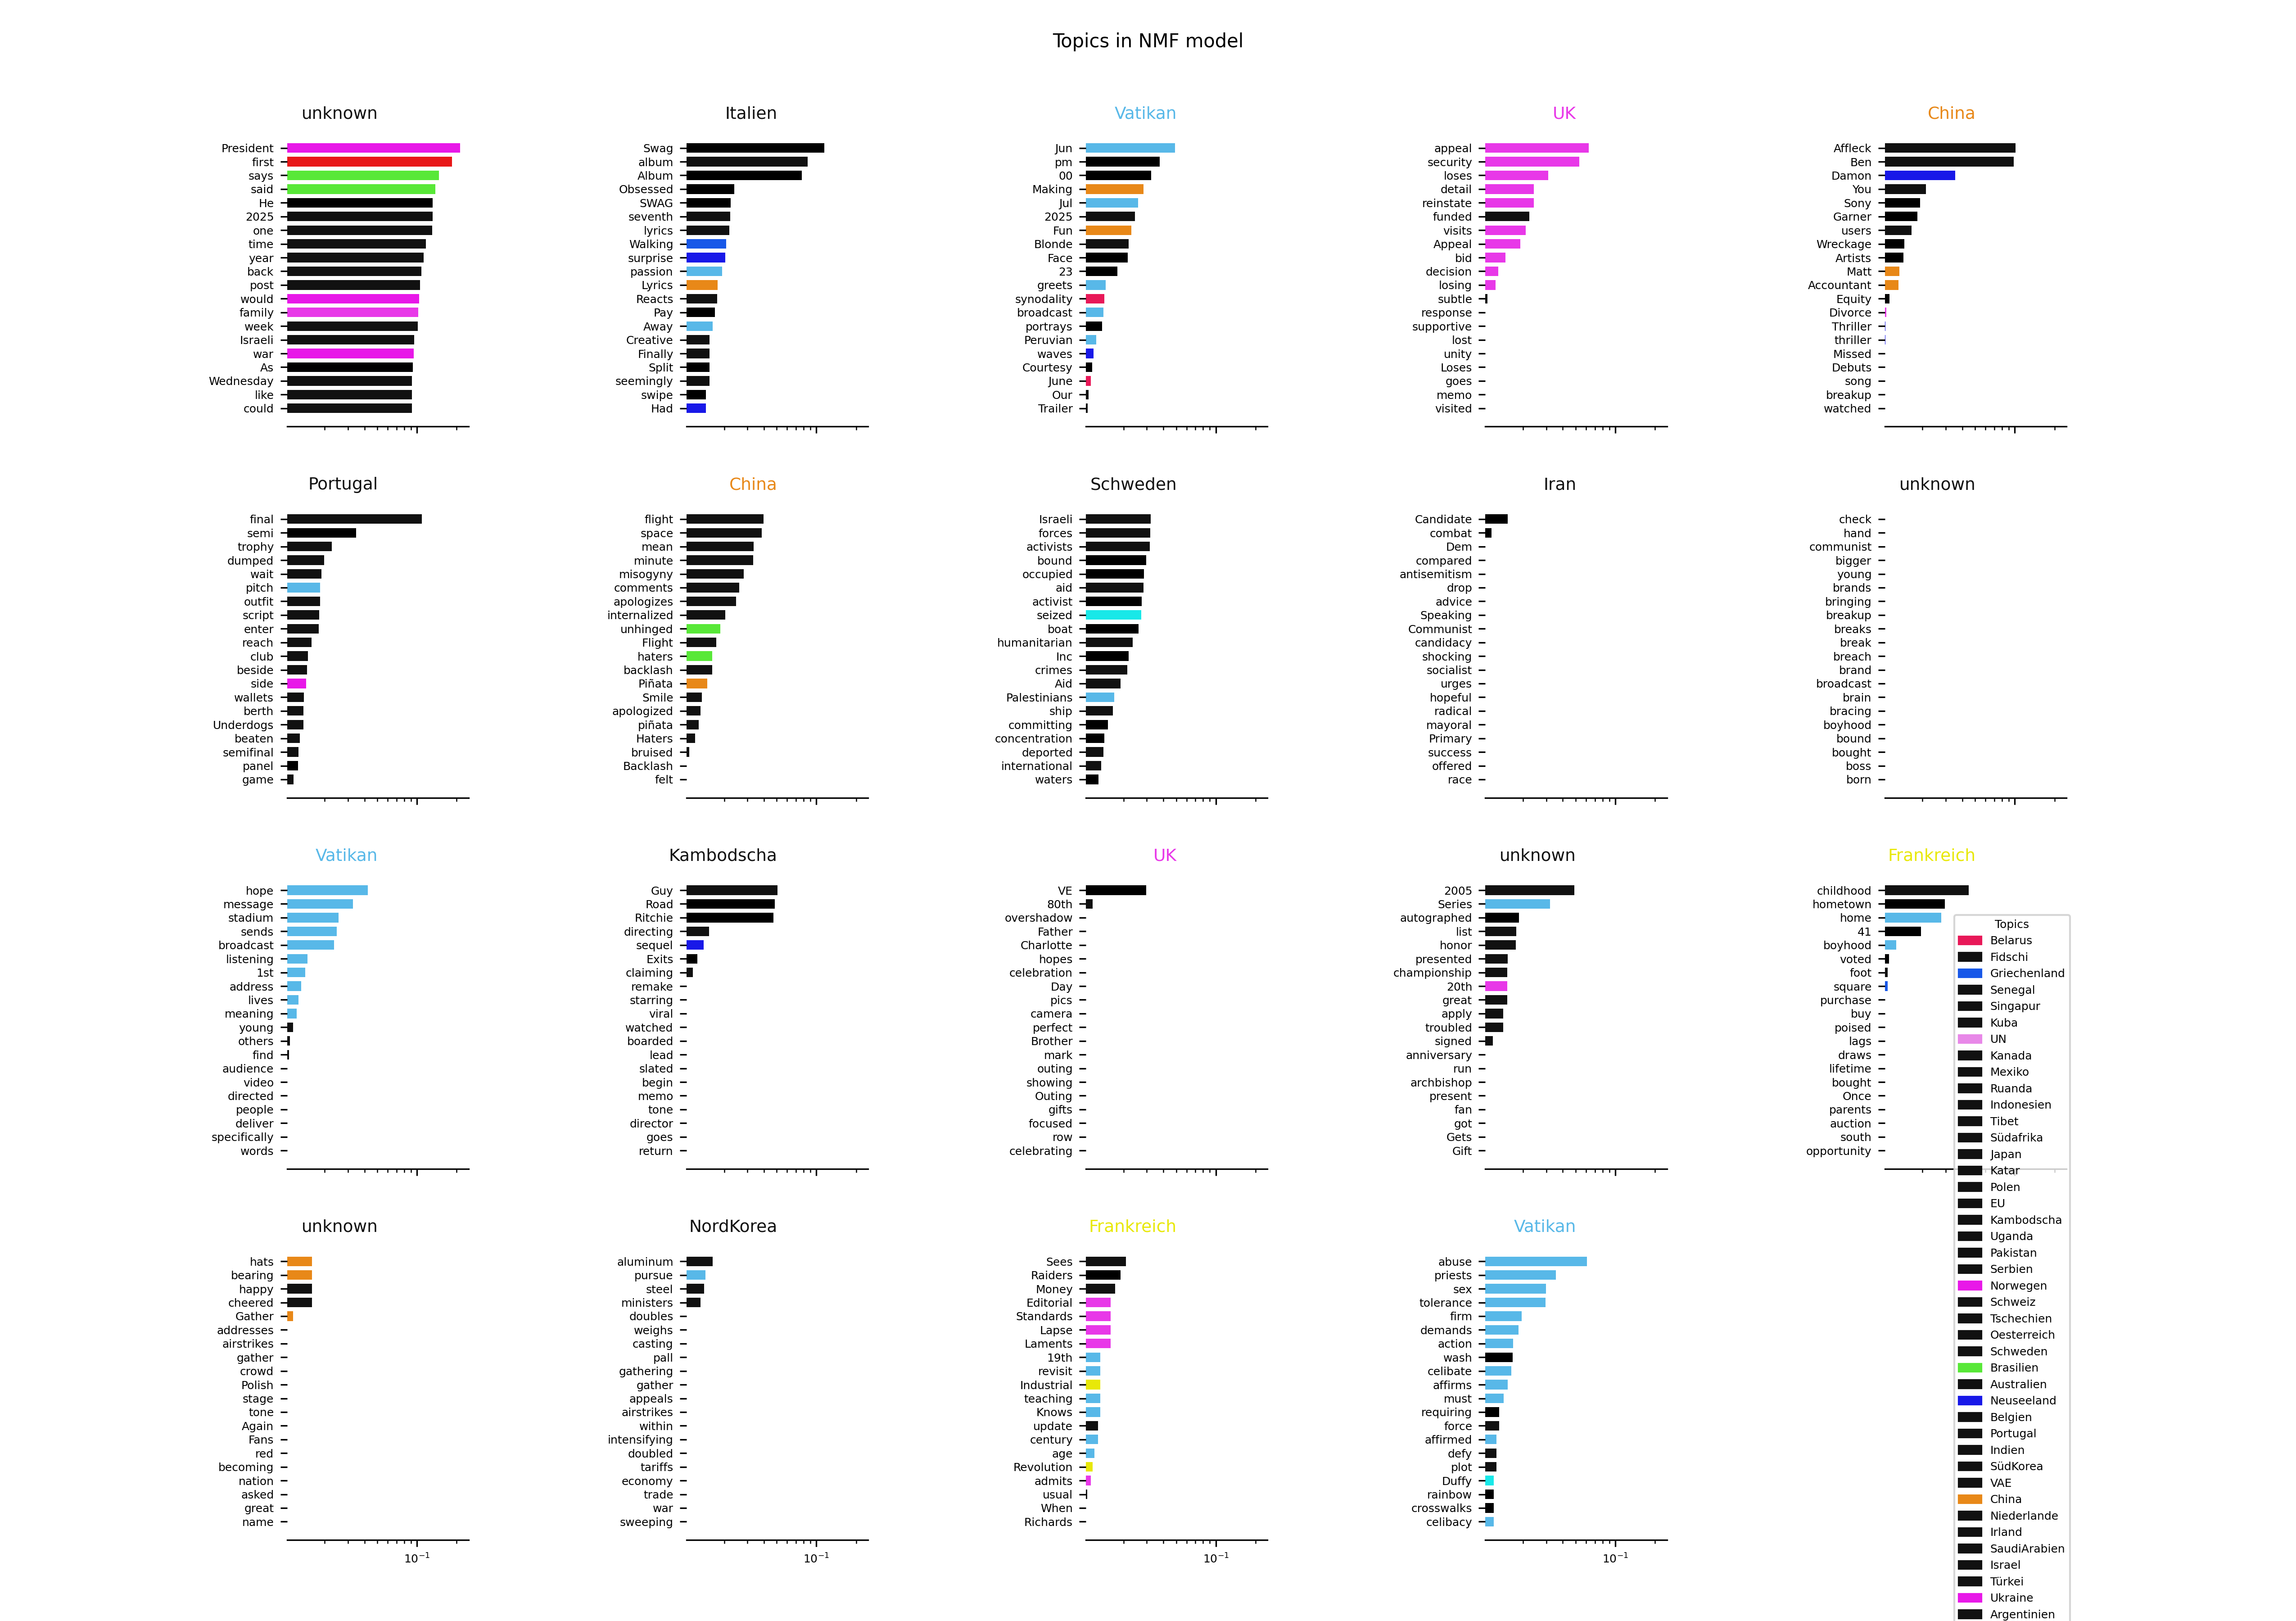 Topics in NMF model
unknown
President
first
says
said
He
2025
one
time
year
back
post
would
family
week
Israeli
war
As
Wednesday
like
could
Italien
Swag
album
Album
Obsessed
SWAG
seventh
lyrics
Walking
surprise
passion
Lyrics
Reacts
Pay
Away
Creative
Finally
Split
seemingly
swipe
Had
Vatikan
Jun
pm
00
Making
Jul
2025
Fun
Blonde
Face
23
greets
synodality
broadcast
portrays
Peruvian
waves
Courtesy
June
Our
Trailer
UK
appeal
security
loses
detail
reinstate
funded
visits
Appeal
bid
decision
losing
subtle
response
supportive
lost
unity
Loses
goes
memo
visited
China
Affleck
Ben
Damon
You
Sony
Garner
users
Wreckage
Artists
Matt
Accountant
Equity
Divorce
Thriller
thriller
Missed
Debuts
song
breakup
watched
Portugal
final
semi
trophy
dumped
wait
pitch
outfit
script
enter
reach
club
beside
side
wallets
berth
Underdogs
beaten
semifinal
panel
game
China
flight
space
mean
minute
misogyny
comments
apologizes
internalized
unhinged
Flight
haters
backlash
Piñata
Smile
apologized
piñata
Haters
bruised
Backlash
felt
Schweden
Israeli
forces
activists
bound
occupied
aid
activist
seized
boat
humanitarian
Inc
crimes
Aid
Palestinians
ship
committing
concentration
deported
international
waters
Iran
Candidate
combat
Dem
compared
antisemitism
drop
advice
Speaking
Communist
candidacy
shocking
socialist
urges
hopeful
radical
mayoral
Primary
success
offered
race
unknown
check
hand
communist
bigger
young
brands
bringing
breakup
breaks
break
breach
brand
broadcast
brain
bracing
boyhood
bound
bought
boss
born
Vatikan
hope
message
stadium
sends
broadcast
listening
1st
address
lives
meaning
young
others
find
audience
video
directed
people
deliver
specifically
words
Kambodscha
Guy
Road
Ritchie
directing
sequel
Exits
claiming
remake
starring
viral
watched
boarded
lead
slated
begin
memo
tone
director
goes
return
UK
VE
80th
overshadow
Father
Charlotte
hopes
celebration
Day
pics
camera
perfect
Brother
mark
outing
showing
Outing
gifts
focused
row
celebrating
unknown
2005
Series
autographed
list
honor
presented
championship
20th
great
apply
troubled
signed
anniversary
run
archbishop
present
fan
got
Gets
Gift
Frankreich
childhood
hometown
home
41
boyhood
voted
foot
square
purchase
buy
poised
lags
draws
lifetime
bought
Once
parents
auction
south
opportunity
unknown
hats
bearing
happy
cheered
Gather
addresses
airstrikes
gather
crowd
Polish
stage
tone
Again
Fans
red
becoming
nation
asked
great
name
10⁻¹
NordKorea
aluminum
pursue
steel
ministers
doubles
weighs
casting
pall
gathering
gather
appeals
airstrikes
within
intensifying
doubled
tariffs
economy
trade
war
sweeping
10⁻¹
Frankreich
Sees
Raiders
Money
Editorial
Standards
Lapse
Laments
19th
revisit
Industrial
teaching
Knows
update
century
age
Revolution
admits
usual
When
Richards
10⁻¹
Vatikan
abuse
priests
sex
tolerance
firm
demands
action
wash
celibate
affirms
must
requiring
force
affirmed
defy
plot
Duffy
rainbow
crosswalks
celibacy
10⁻¹
Topics
Belarus
Fidschi
Griechenland
Senegal
Singapur
Kuba
UN
Kanada
Mexiko
Ruanda
Indonesien
Tibet
Südafrika
Japan
Katar
Polen
EU
Kambodscha
Uganda
Pakistan
Serbien
Norwegen
Schweiz
Tschechien
Oesterreich
Schweden
Brasilien
Australien
Neuseeland
Belgien
Portugal
Indien
SüdKorea
VAE
China
Niederlande
Irland
SaudiArabien
Israel
Türkei
Ukraine
Argentinien